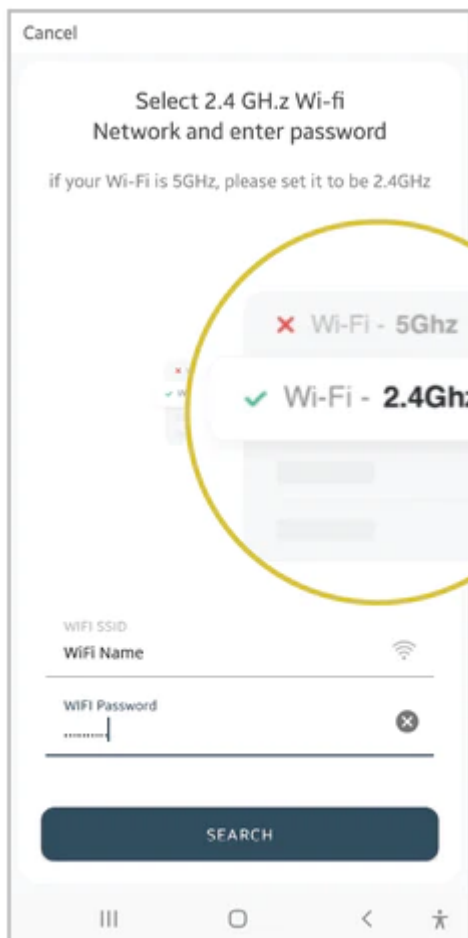 Cancel
Select 2.4 GH.z Wi-fi
Network and enter password
if your Wi-Fi is 5GHz, please set it to be 2.4GHz
Wi-Fi - 5Ghz
Wi-Fi - 2.4Ghz
WIFI SSID
WiFi Name
WIFI Password
SEARCH